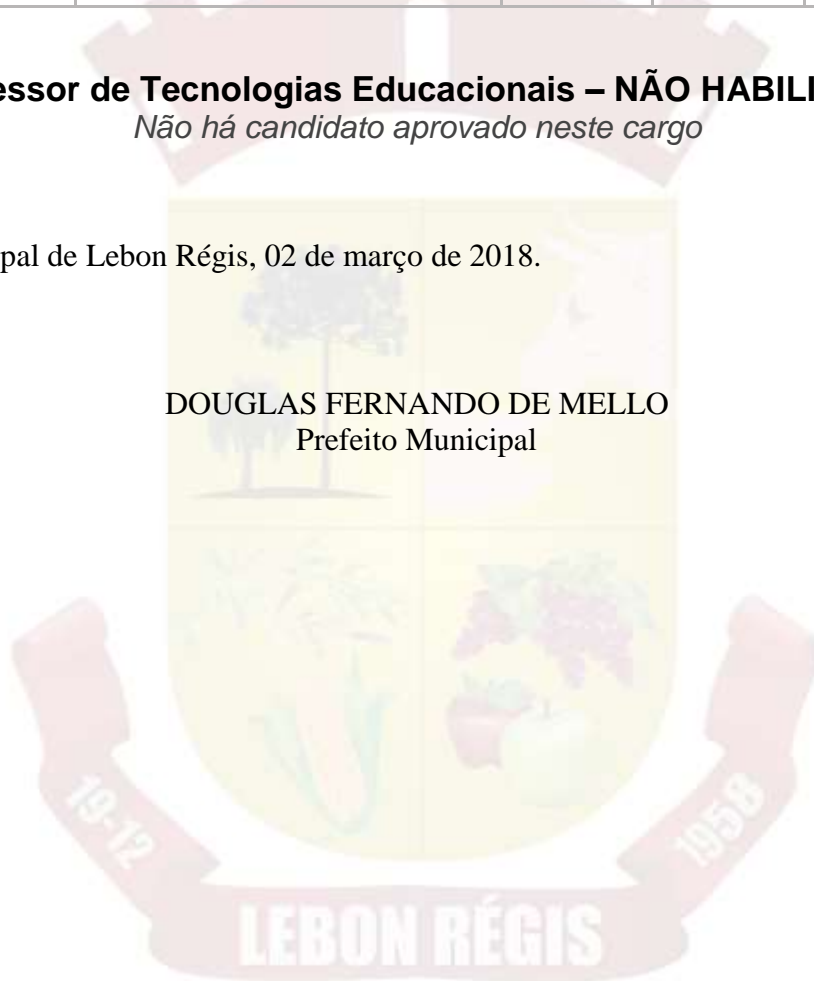 essor de Tecnologias Educacionais – NÃO HABILI
Não há candidato aprovado neste cargo
pal de Lebon Régis, 02 de março de 2018.
DOUGLAS FERNANDO DE MELLO
Prefeito Municipal
19-12
1958
LEBON RÉGIS